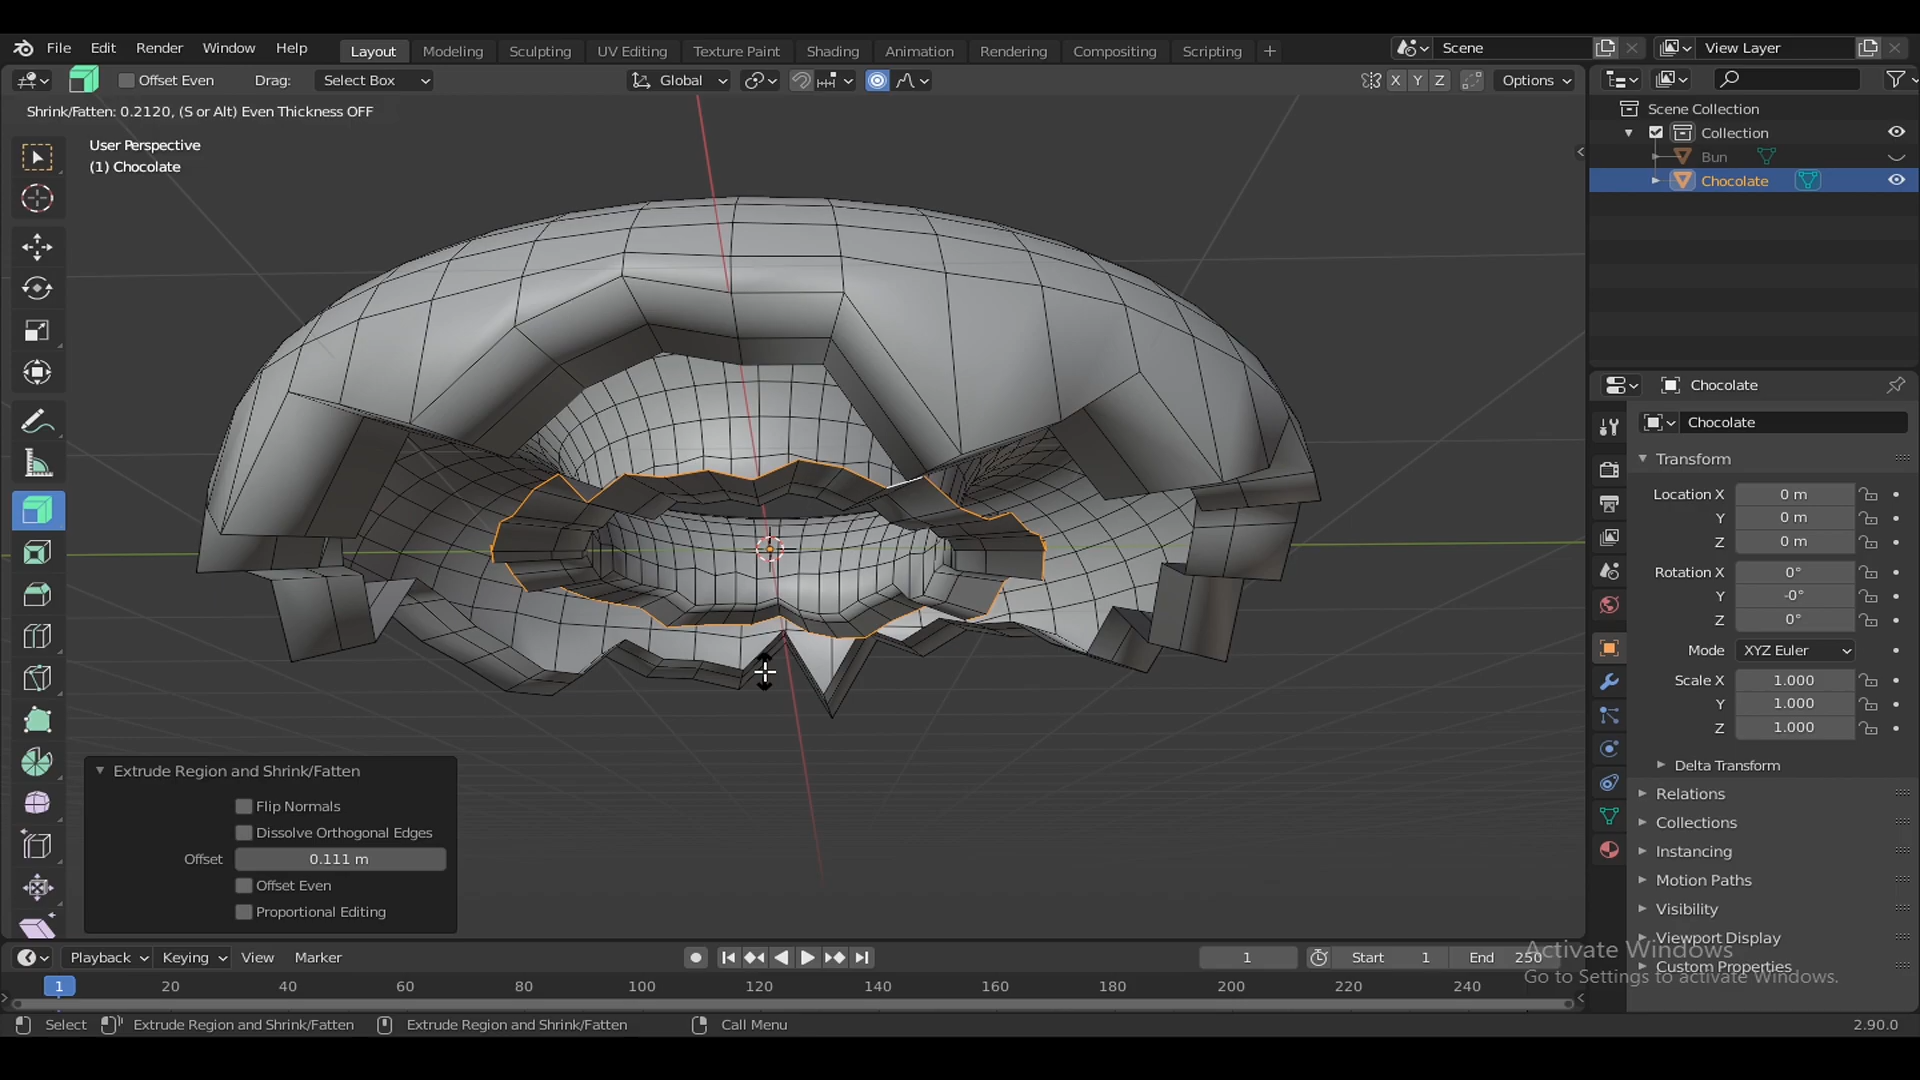 File Edit Render Window Help Layout Modeling Sculpting UV Editing Texture Paint Shading Animation Rendering Compositing Scripting + Scene View Layer
Offset Even Drag: Select Box Global X Y Z Options
Shrink/Fatten: 0.2120, (S or Alt) Even Thickness OFF
User Perspective
(1) Chocolate
Scene Collection
Collection
Bun
Chocolate
Chocolate
Chocolate
Transform
Location X 0 m
Y 0 m
Z 0 m
Rotation X 0°
Y -0°
Z 0°
Mode XYZ Euler
Scale X 1.000
Y 1.000
Z 1.000
Delta Transform
Relations
Collections
Instancing
Motion Paths
Visibility
Viewport Display
Custom Properties
Extrude Region and Shrink/Fatten
Flip Normals
Dissolve Orthogonal Edges
Offset 0.111 m
Offset Even
Proportional Editing
Playback Keying View Marker 1 Start 1 End 250
1 20 40 60 80 100 120 140 160 180 200 220 240
Activate Windows
Go to Settings to activate Windows.
Select Extrude Region and Shrink/Fatten Extrude Region and Shrink/Fatten Call Menu 2.90.0